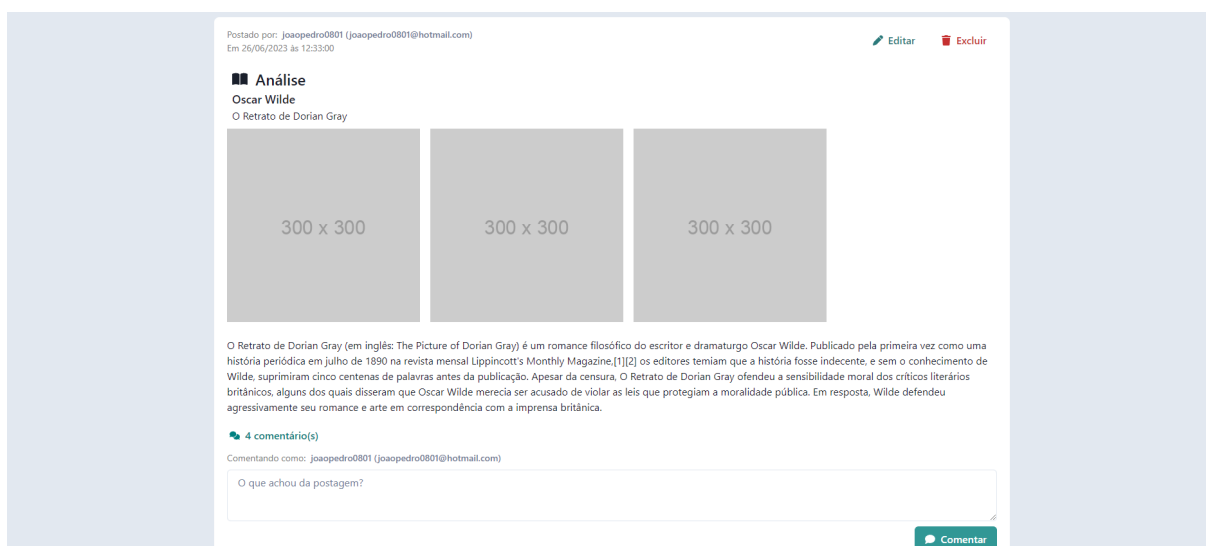 Postado por: joaopedro0801 (joaopedro0801@hotmail.com)
Em 26/06/2023 às 12:33:00
Editar
Excluir
Análise
Oscar Wilde
O Retrato de Dorian Gray
300 x 300
300 x 300
300 x 300
O Retrato de Dorian Gray (em inglês: The Picture of Dorian Gray) é um romance filosófico do escritor e dramaturgo Oscar Wilde. Publicado pela primeira vez como uma
história periódica em julho de 1890 na revista mensal Lippincott's Monthly Magazine,[1][2] os editores temiam que a história fosse indecente, e sem o conhecimento de
Wilde, suprimiram cinco centenas de palavras antes da publicação. Apesar da censura, O Retrato de Dorian Gray ofendeu a sensibilidade moral dos críticos literários
britânicos, alguns dos quais disseram que Oscar Wilde merecia ser acusado de violar as leis que protegiam a moralidade pública. Em resposta, Wilde defendeu
agressivamente seu romance e arte em correspondência com a imprensa britânica.
4 comentário(s)
Comentando como: joaopedro0801 (joaopedro0801@hotmail.com)
O que achou da postagem?
Comentar